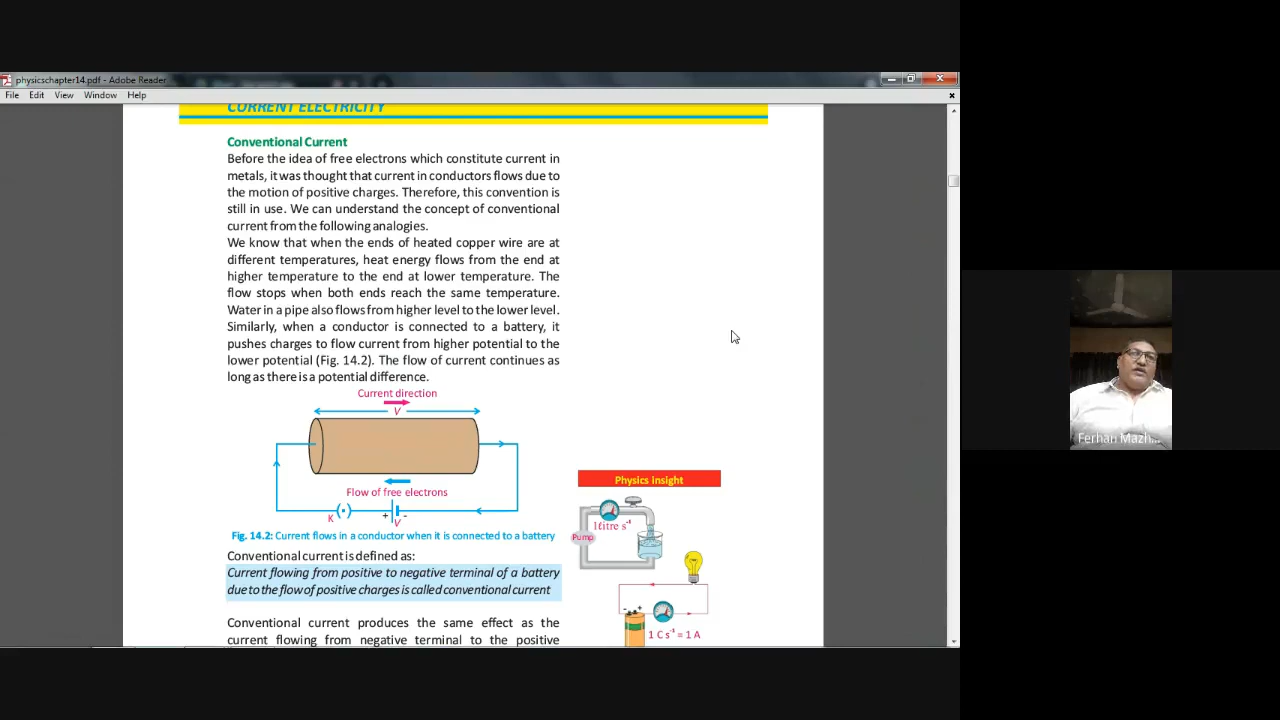 physicschapter14.pdf - Adobe Reader
File Edit View Window Help
CURRENT ELECTRICITY
Conventional Current
Before the idea of free electrons which constitute current in
metals, it was thought that current in conductors flows due to
the motion of positive charges. Therefore, this convention is
still in use. We can understand the concept of conventional
current from the following analogies.
We know that when the ends of heated copper wire are at
different temperatures, heat energy flows from the end at
higher temperature to the end at lower temperature. The
flow stops when both ends reach the same temperature.
Water in a pipe also flows from higher level to the lower level.
Similarly, when a conductor is connected to a battery, it
pushes charges to flow current from higher potential to the
lower potential (Fig. 14.2). The flow of current continues as
long as there is a potential difference.
Current direction
V
Flow of free electrons
K
+ -
V
Fig. 14.2: Current flows in a conductor when it is connected to a battery
Conventional current is defined as:
Current flowing from positive to negative terminal of a battery
due to the flow of positive charges is called conventional current
Conventional current produces the same effect as the
current flowing from negative terminal to the positive
Physics Insight
1 litre s⁻¹
Pump
- +
1 C s⁻¹ = 1 A
Ferhan Mazh...